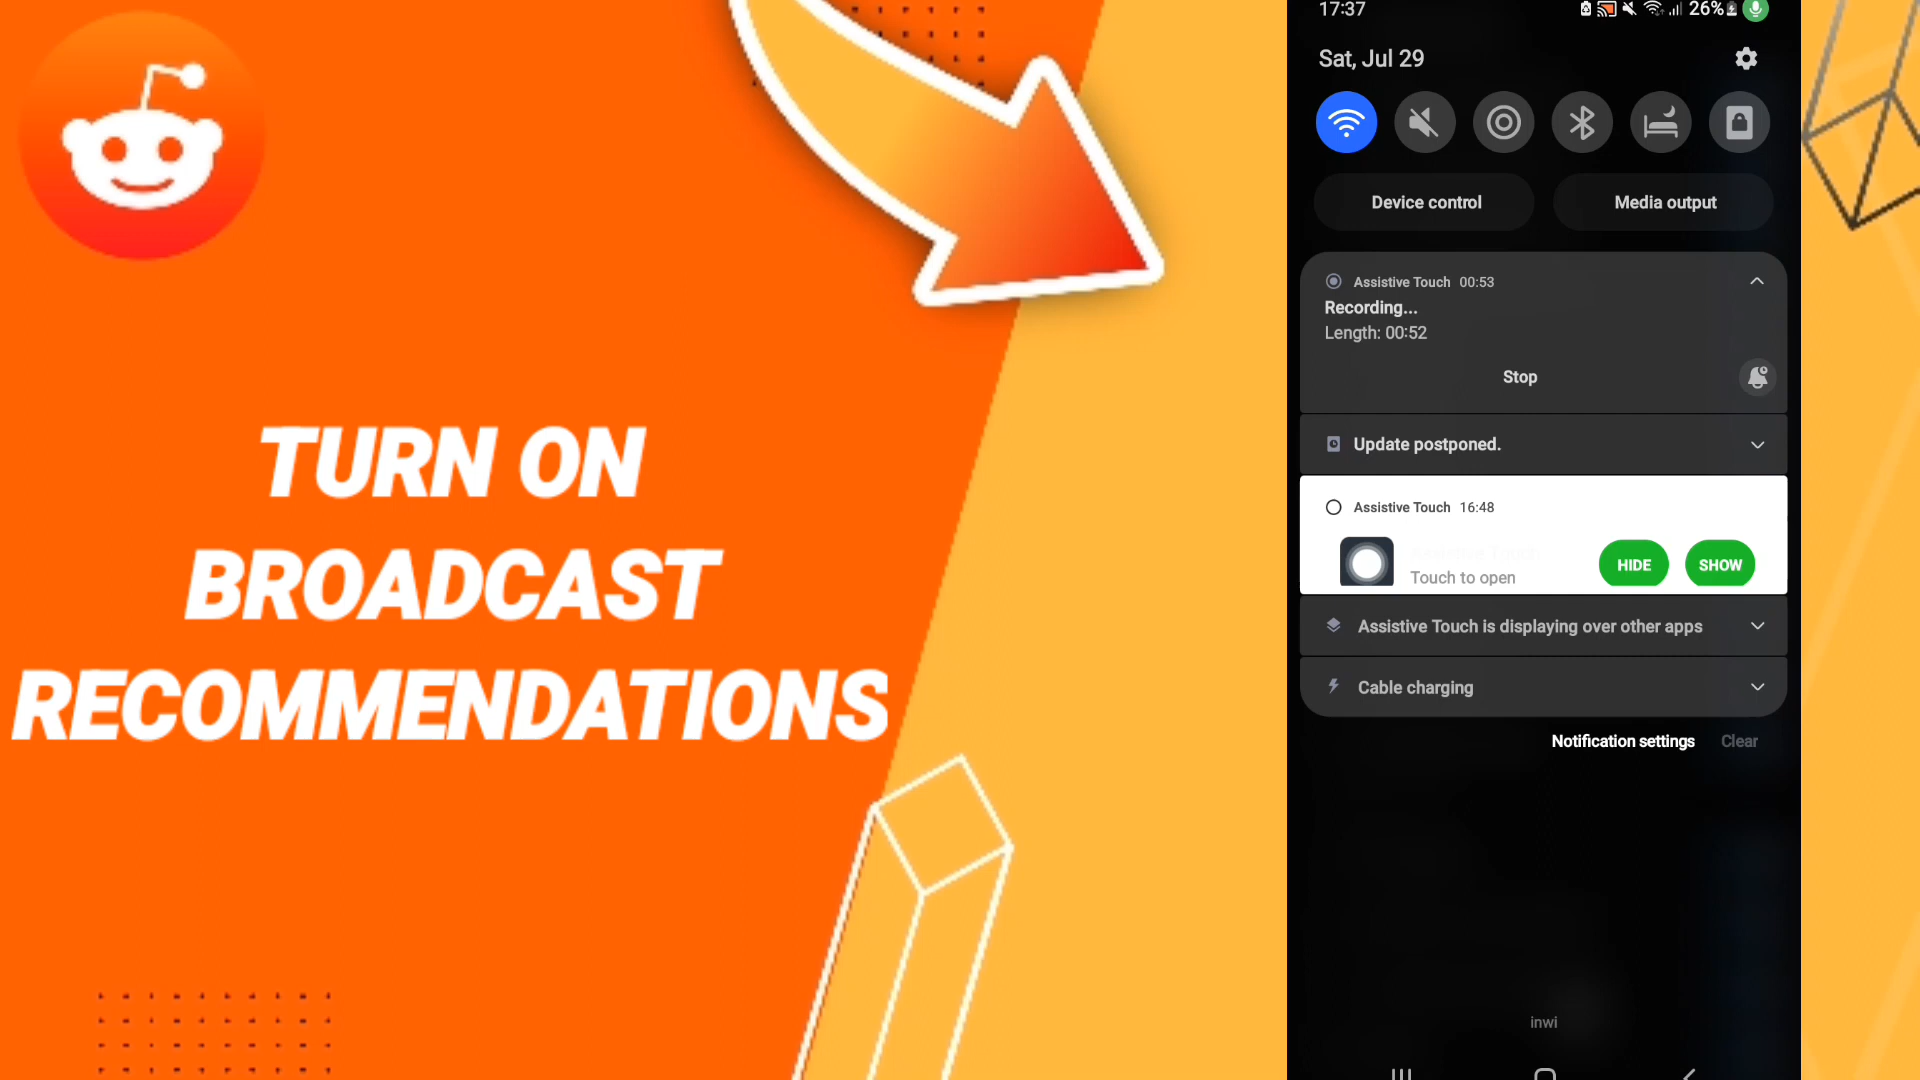 TURN ON
BROADCAST
RECOMMENDATIONS
17:37
26%
Sat, Jul 29
Device control
Media output
Assistive Touch 00:53
Recording...
Length: 00:52
Stop
Update postponed.
Assistive Touch 16:48
Touch to open
HIDE
SHOW
Assistive Touch is displaying over other apps
Cable charging
Notification settings
Clear
inwi